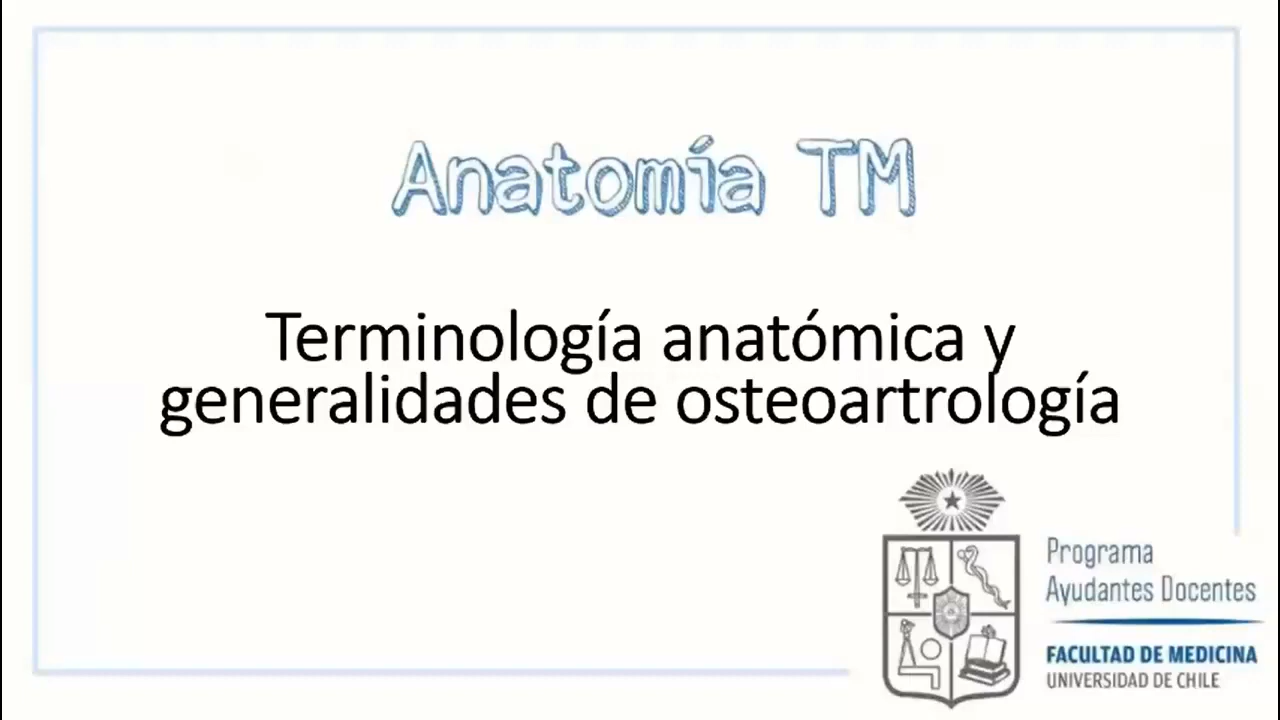 Anatomía TM
Terminología anatómica y
generalidades de osteoartrología
Programa
Ayudantes Docentes
FACULTAD DE MEDICINA
UNIVERSIDAD DE CHILE